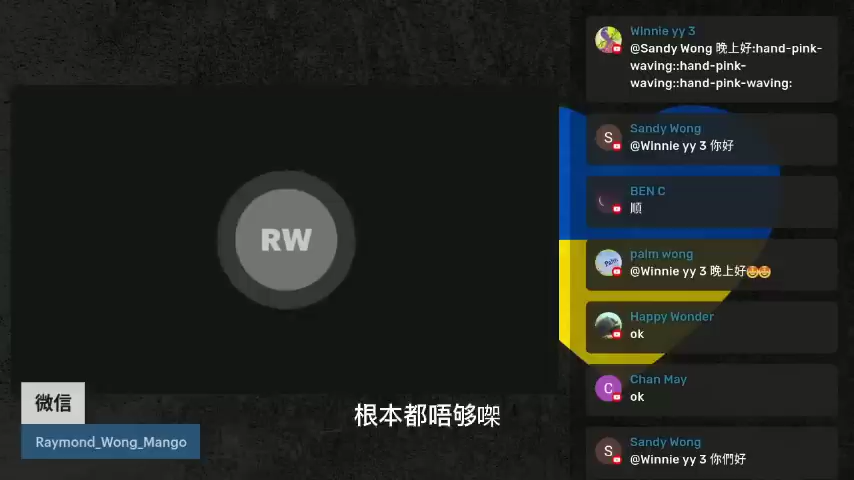 RW
微信
Raymond_Wong_Mango
根本都唔够㗎
Winnie yy 3
@Sandy Wong 晚上好:hand-pink-
waving::hand-pink-
waving::hand-pink-waving:
Sandy Wong
S
@Winnie yy 3 你好
BEN C
順
palm wong
Palm
@Winnie yy 3 晚上好🤩🤩
Happy Wonder
ok
Chan May
C
ok
Sandy Wong
S
@Winnie yy 3 你們好